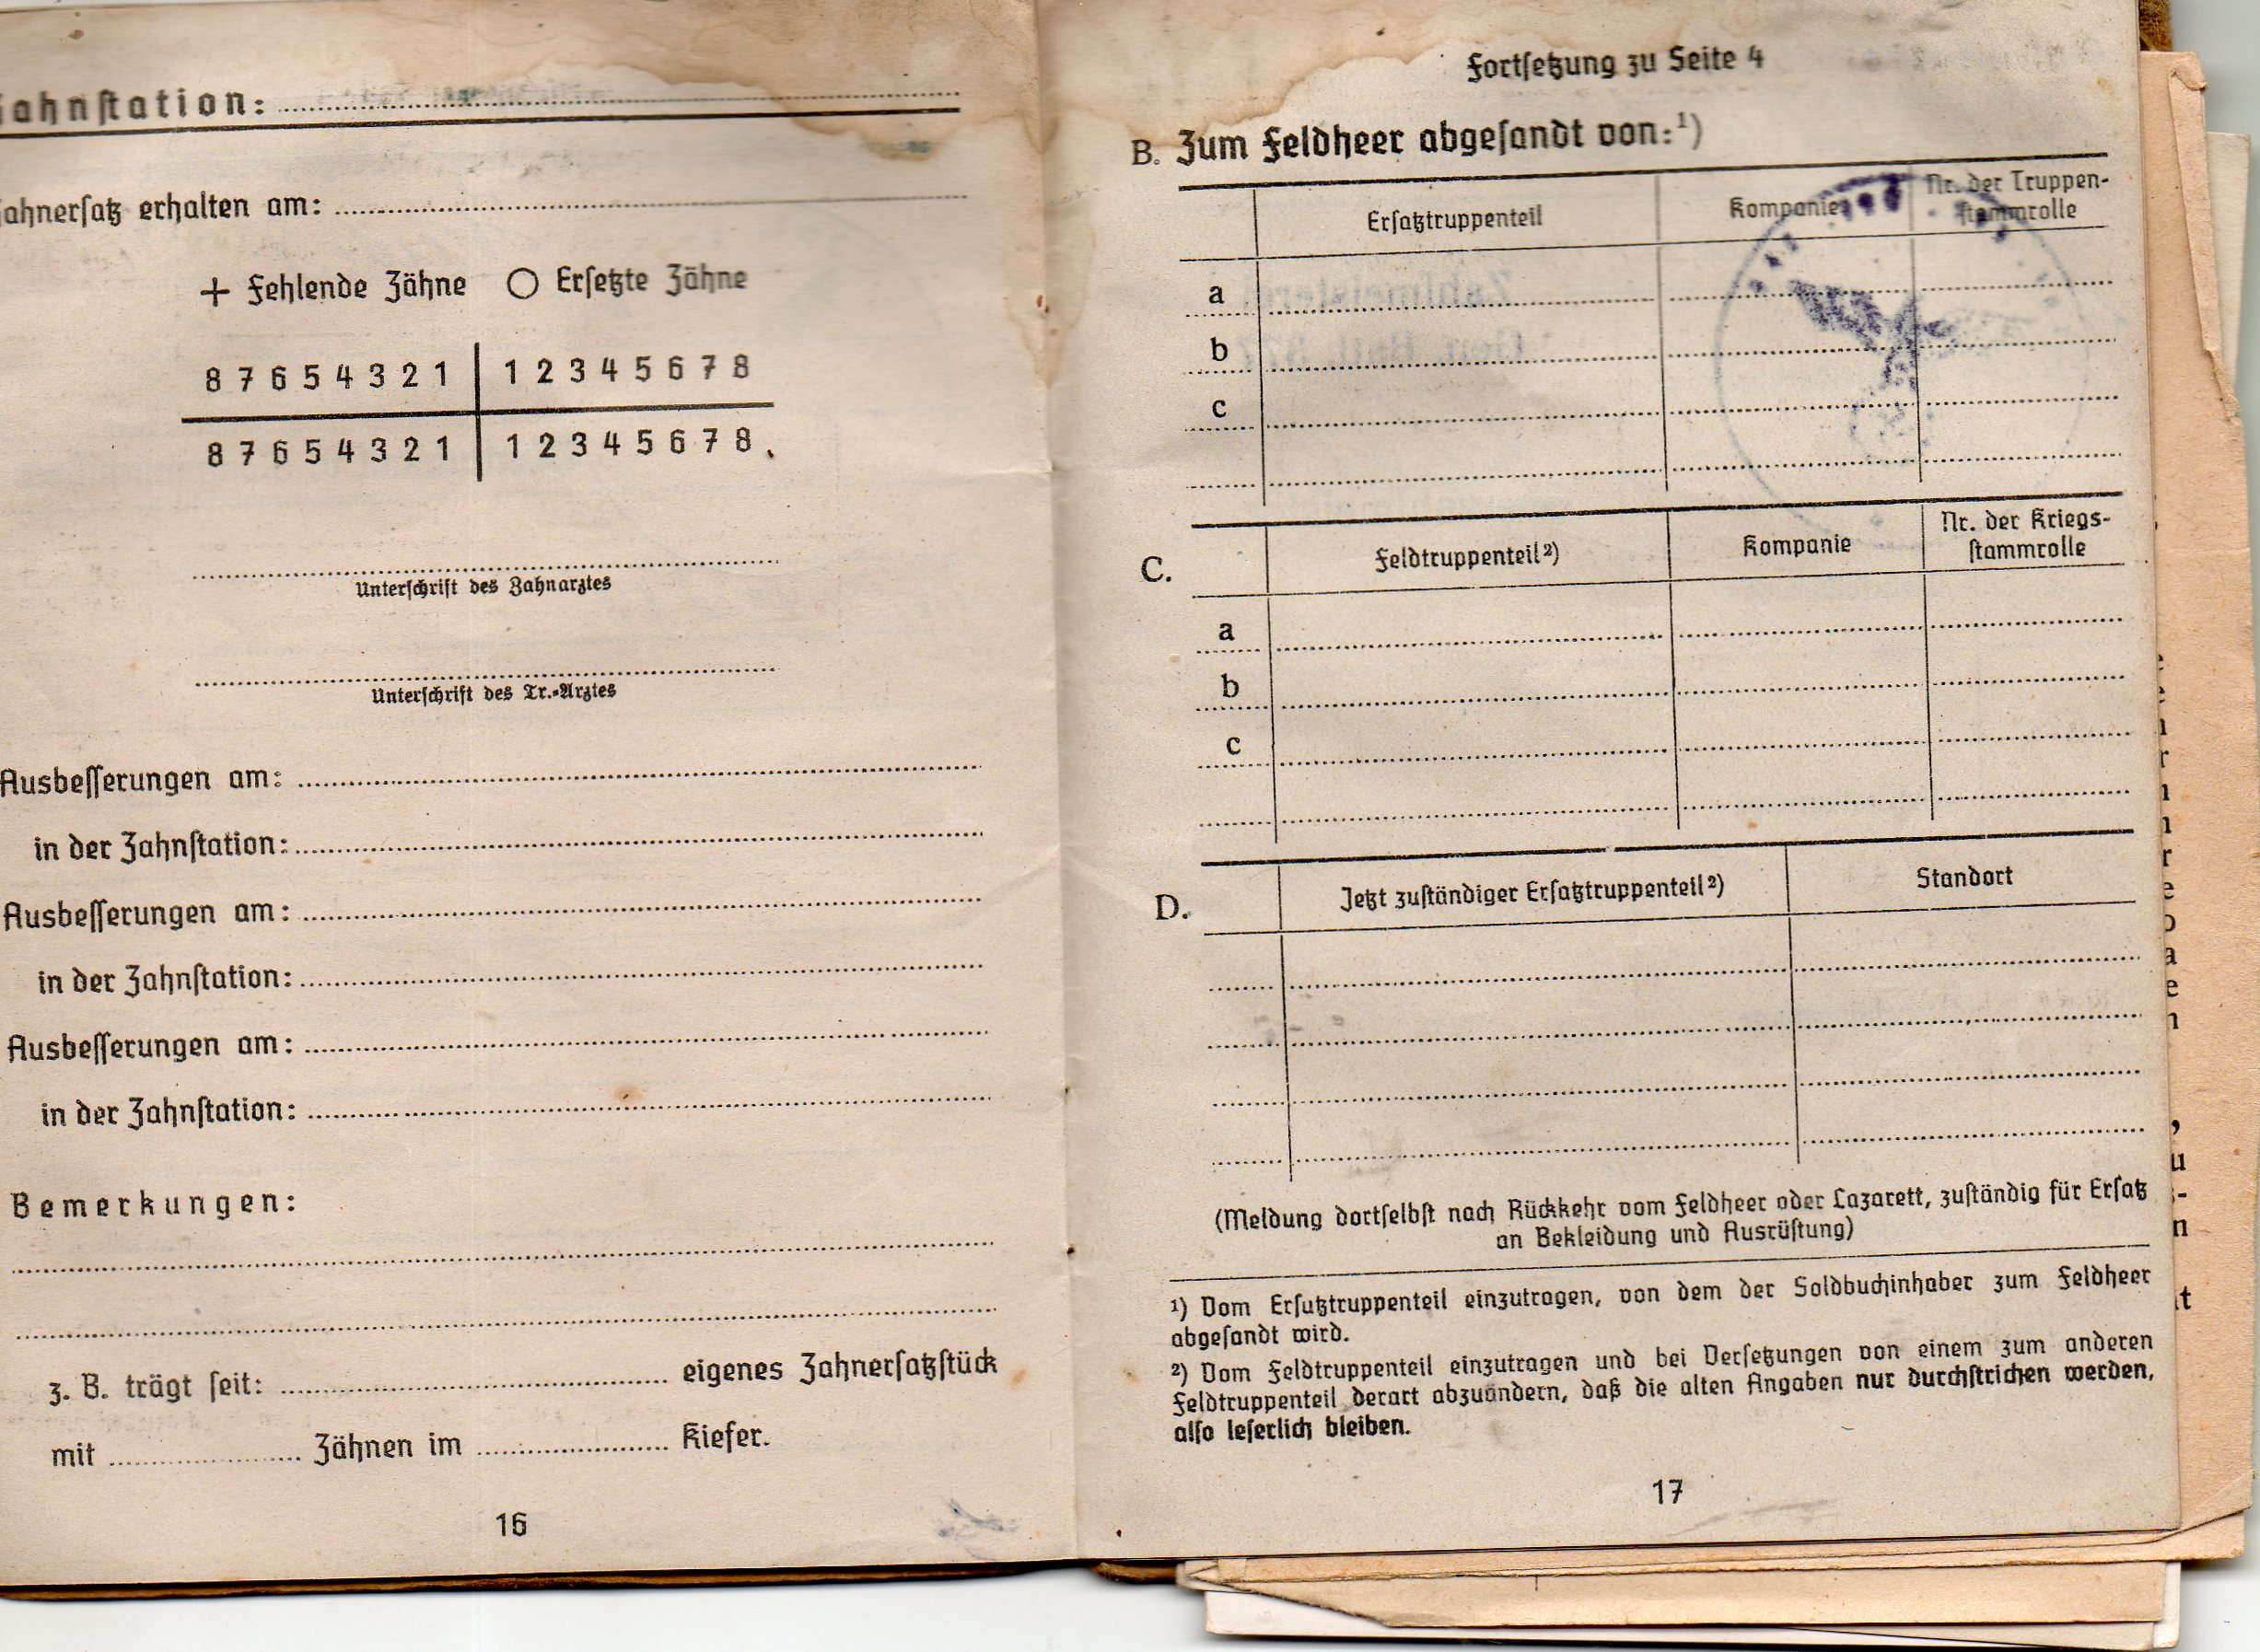 ahnstation:
ahnersatz erhalten am:
+ Fehlende Zähne ○ Ersetzte Zähne
8 7 6 5 4 3 2 1 | 1 2 3 4 5 6 7 8
8 7 6 5 4 3 2 1 | 1 2 3 4 5 6 7 8
Unterschrift des Zahnarztes
Unterschrift des Tr.-Arztes
Ausbesserungen am:
in der Zahnstation:
Ausbesserungen am:
in der Zahnstation:
Ausbesserungen am:
in der Zahnstation:
Bemerkungen:
z. B. trägt seit: eigenes Zahnersatzstück
mit Zähnen im Kiefer.
16
Fortsetzung zu Seite 4
B. Zum Feldheer abgesandt von:¹)
Ersatztruppenteil Kompanie Nr. der Truppen-
stammrolle
a
b
c
C. Feldtruppenteil²) Kompanie Nr. der Kriegs-
stammrolle
a
b
c
D. Jetzt zuständiger Ersatztruppenteil²) Standort
(Meldung dortselbst nach Rückkehr vom Feldheer oder Lazarett, zuständig für Ersatz
an Bekleidung und Ausrüstung)
¹) Vom Ersatztruppenteil einzutragen, von dem der Soldbuchinhaber zum Feldheer
abgesandt wird.
²) Vom Feldtruppenteil einzutragen und bei Versetzungen von einem zum anderen
Feldtruppenteil derart abzuändern, daß die alten Angaben nur durchstrichen werden,
also leserlich bleiben.
17